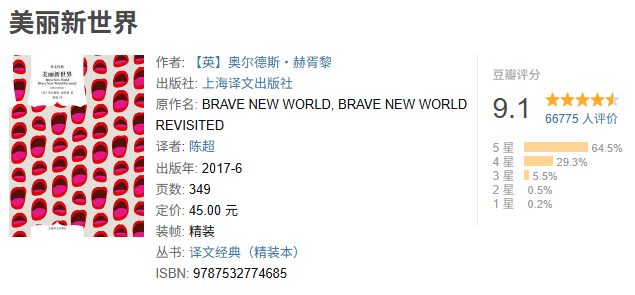 美丽新世界
译文经典
美丽新世界
Brave New World
Brave New World Revisited
作者: 【英】奥尔德斯·赫胥黎
出版社: 上海译文出版社
原作名: BRAVE NEW WORLD, BRAVE NEW WORLD
REVISITED
译者: 陈超
出版年: 2017-6
页数: 349
定价: 45.00 元
装帧: 精装
丛书: 译文经典（精装本）
ISBN: 9787532774685
豆瓣评分
9.1
66775 人评价
5 星 64.5%
4 星 29.3%
3 星 5.5%
2 星 0.5%
1 星 0.2%